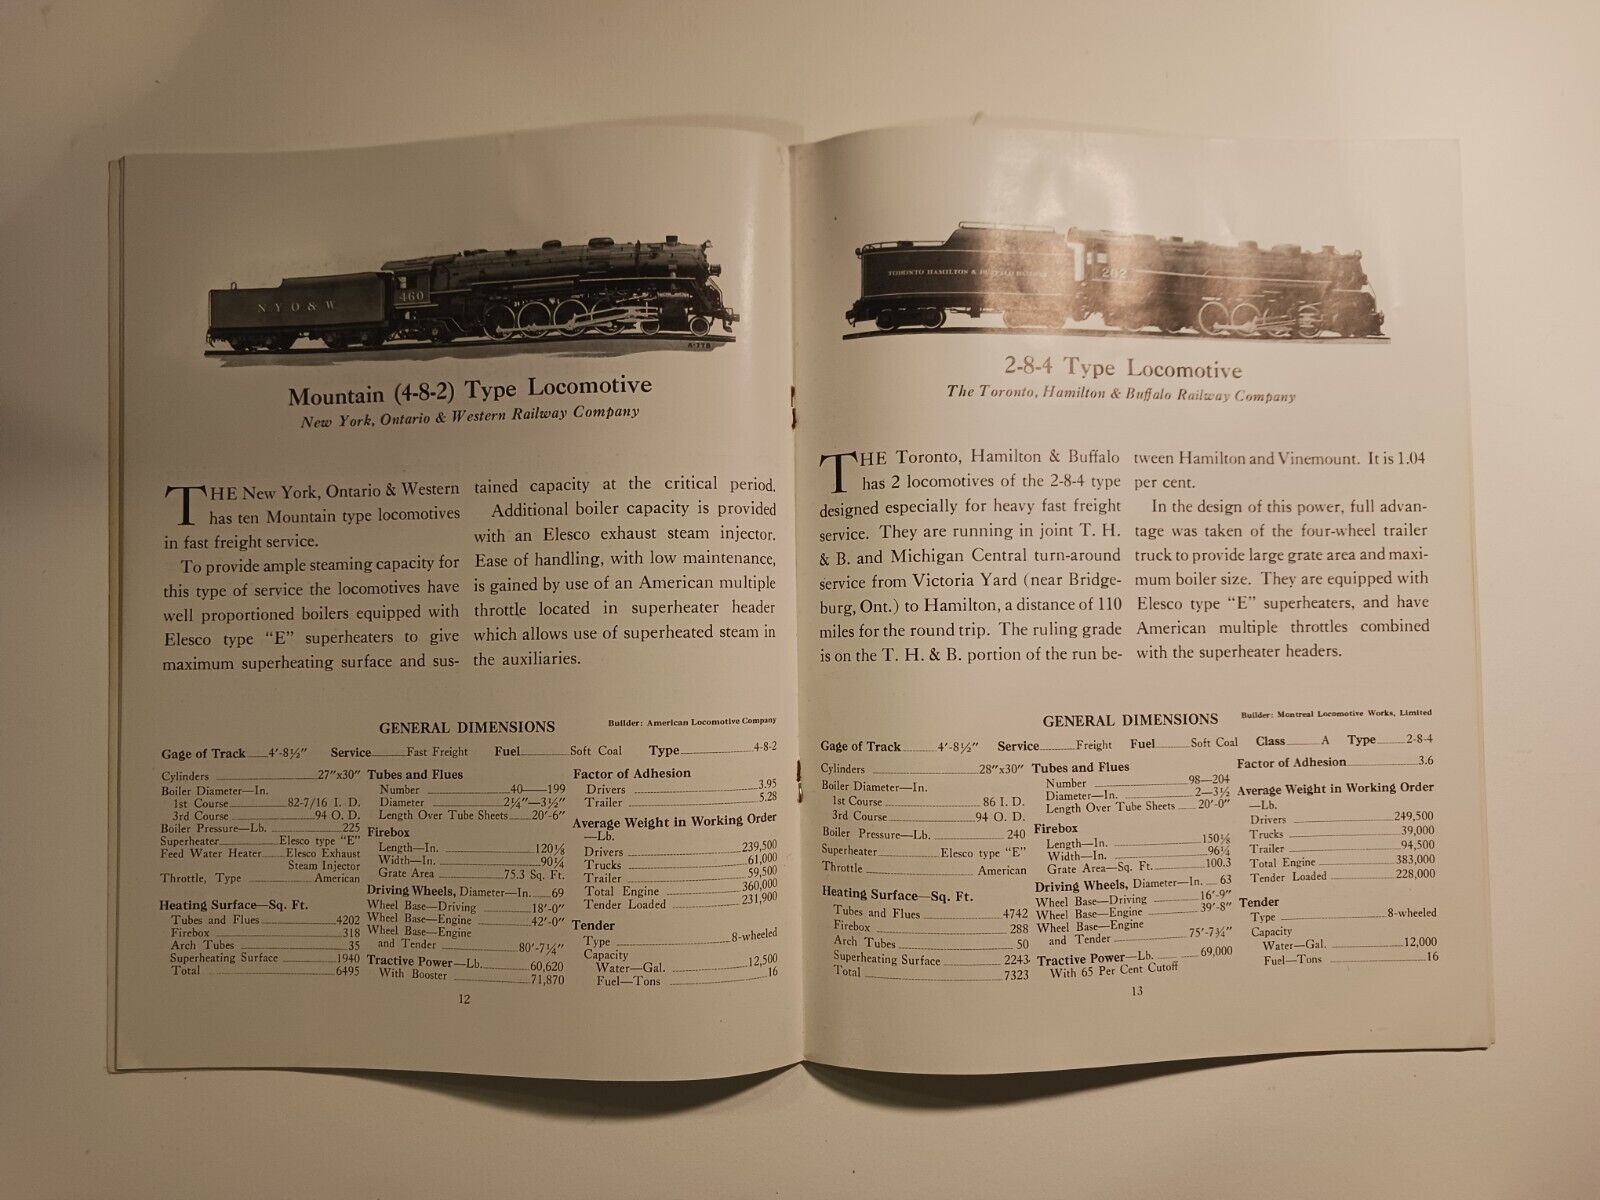 N. Y. O & W.
460
A-778
Mountain (4-8-2) Type Locomotive
New York, Ontario & Western Railway Company
THE New York, Ontario & Western
has ten Mountain type locomotives
in fast freight service.
To provide ample steaming capacity for
this type of service the locomotives have
well proportioned boilers equipped with
Elesco type "E" superheaters to give
maximum superheating surface and sus-
tained capacity at the critical period.
Additional boiler capacity is provided
with an Elesco exhaust steam injector.
Ease of handling, with low maintenance,
is gained by use of an American multiple
throttle located in superheater header
which allows use of superheated steam in
the auxiliaries.
GENERAL DIMENSIONS
Builder: American Locomotive Company
Gage of Track 4'-8½" Service Fast Freight Fuel Soft Coal Type 4-8-2
Cylinders 27"x30"
Boiler Diameter—In.
1st Course 82-7/16 I. D.
3rd Course 94 O. D.
Boiler Pressure—Lb. 225
Superheater Elesco type "E"
Feed Water Heater Elesco Exhaust
Steam Injector
Throttle, Type American
Heating Surface—Sq. Ft.
Tubes and Flues 4202
Firebox 318
Arch Tubes 35
Superheating Surface 1940
Total 6495
Tubes and Flues
Number 40—199
Diameter 2¼"—3½"
Length Over Tube Sheets 20'-6"
Firebox
Length—In. 120⅛
Width—In. 90¼
Grate Area 75.3 Sq. Ft.
Driving Wheels, Diameter—In. 69
Wheel Base—Driving 18'-0"
Wheel Base—Engine 42'-0"
Wheel Base—Engine
and Tender 80'-7¼"
Tractive Power—Lb. 60,620
With Booster 71,870
Factor of Adhesion
Drivers 3.95
Trailer 5.28
Average Weight in Working Order
—Lb.
Drivers 239,500
Trucks 61,000
Trailer 59,500
Total Engine 360,000
Tender Loaded 231,900
Tender
Type 8-wheeled
Capacity
Water—Gal. 12,500
Fuel—Tons 16
12
TORONTO HAMILTON & BUFFALO RAILWAY
202
2-8-4 Type Locomotive
The Toronto, Hamilton & Buffalo Railway Company
THE Toronto, Hamilton & Buffalo
has 2 locomotives of the 2-8-4 type
designed especially for heavy fast freight
service. They are running in joint T. H.
& B. and Michigan Central turn-around
service from Victoria Yard (near Bridge-
burg, Ont.) to Hamilton, a distance of 110
miles for the round trip. The ruling grade
is on the T. H. & B. portion of the run be-
tween Hamilton and Vinemount. It is 1.04
per cent.
In the design of this power, full advan-
tage was taken of the four-wheel trailer
truck to provide large grate area and maxi-
mum boiler size. They are equipped with
Elesco type "E" superheaters, and have
American multiple throttles combined
with the superheater headers.
GENERAL DIMENSIONS
Builder: Montreal Locomotive Works, Limited
Gage of Track 4'-8½" Service Freight Fuel Soft Coal Class A Type 2-8-4
Cylinders 28"x30"
Boiler Diameter—In.
1st Course 86 I. D.
3rd Course 94 O. D.
Boiler Pressure—Lb. 240
Superheater Elesco type "E"
Throttle American
Heating Surface—Sq. Ft.
Tubes and Flues 4742
Firebox 288
Arch Tubes 50
Superheating Surface 2243
Total 7323
Tubes and Flues
Number 98—204
Diameter—In. 2—3½
Length Over Tube Sheets 20'-0"
Firebox
Length—In. 150⅛
Width—In. 96¼
Grate Area—Sq. Ft. 100.3
Driving Wheels, Diameter—In. 63
Wheel Base—Driving 16'-9"
Wheel Base—Engine 39'-8"
Wheel Base—Engine
and Tender 75'-7¾"
Tractive Power—Lb. 69,000
With 65 Per Cent Cutoff
Factor of Adhesion 3.6
Average Weight in Working Order
—Lb.
Drivers 249,500
Trucks 39,000
Trailer 94,500
Total Engine 383,000
Tender Loaded 228,000
Tender
Type 8-wheeled
Capacity
Water—Gal. 12,000
Fuel—Tons 16
13